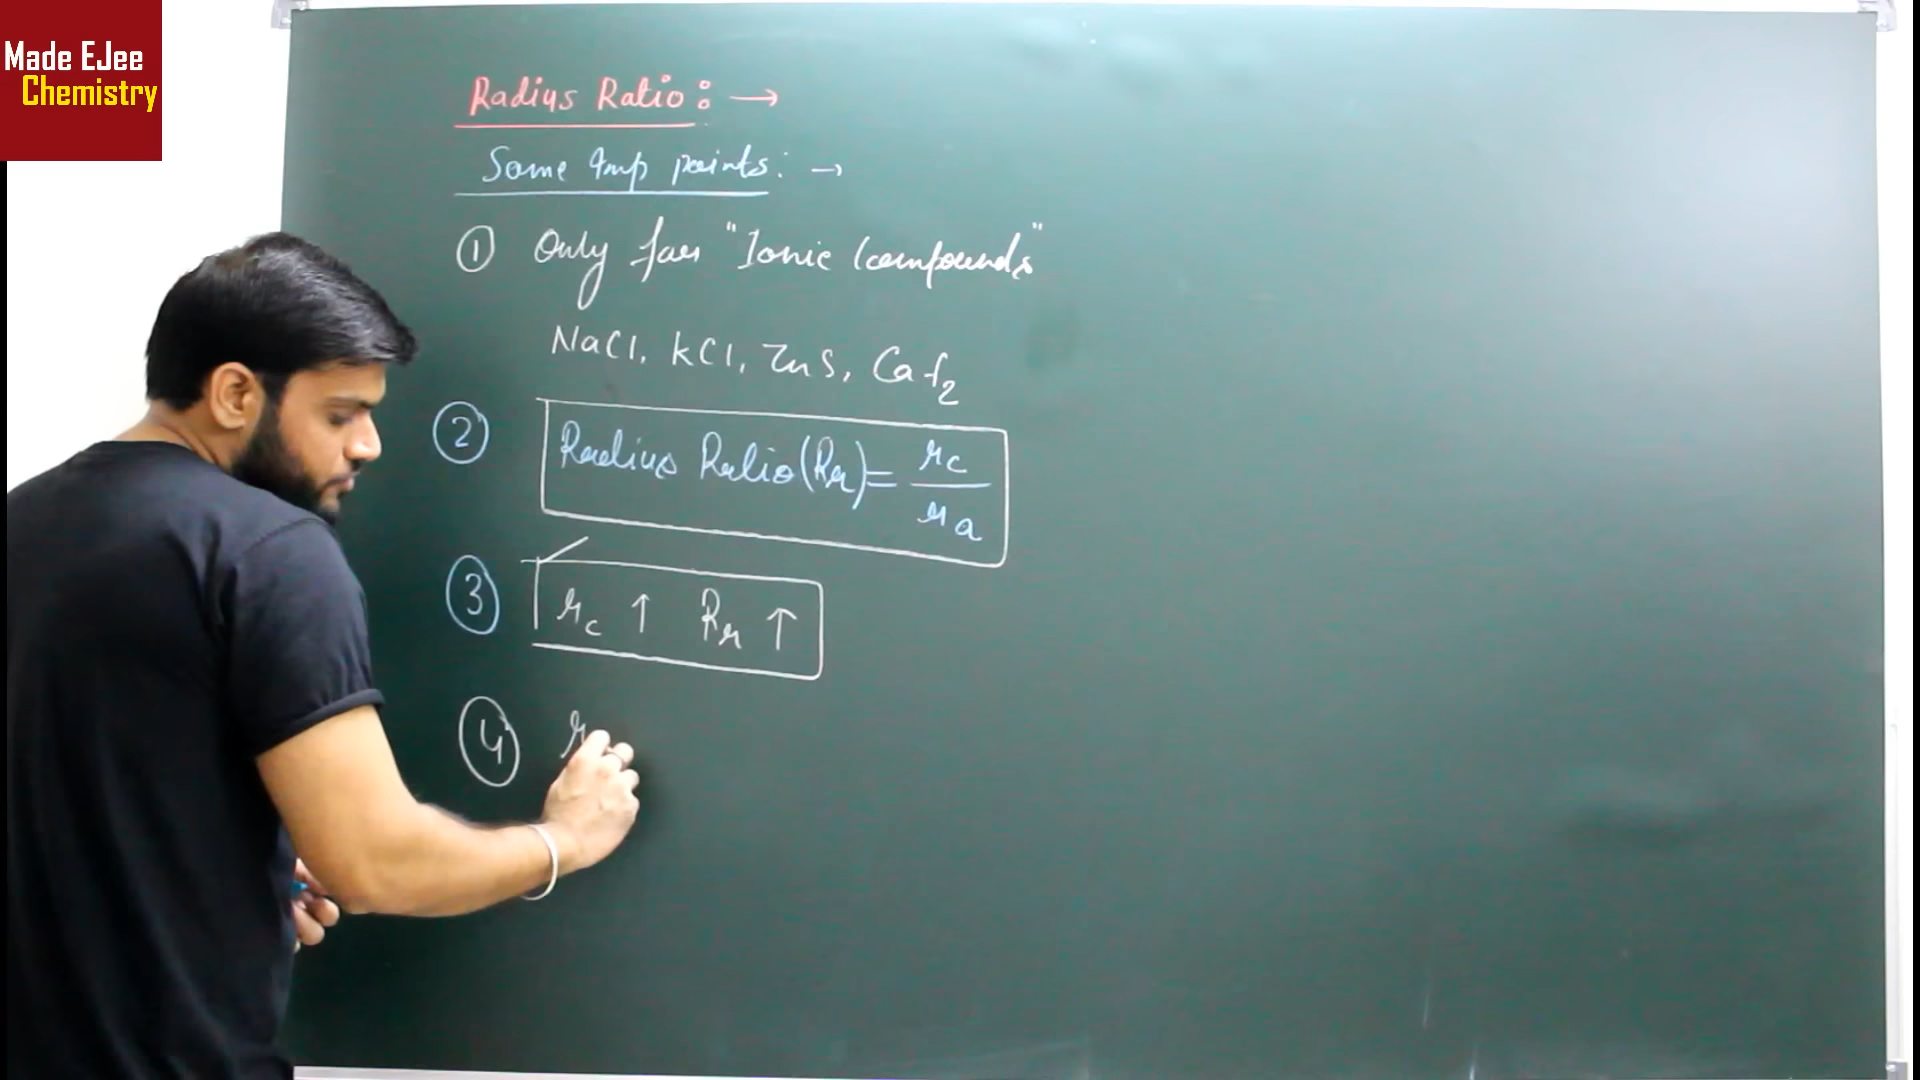 Made EJee
Chemistry
Radius Ratio: →
Some Imp points: →
① Only for "Ionic Compounds"
NaCl, KCl, ZnS, CaF2
② Radius Ratio (Rr) = rc / ra
③ rc ↑ Rr ↑
④ r